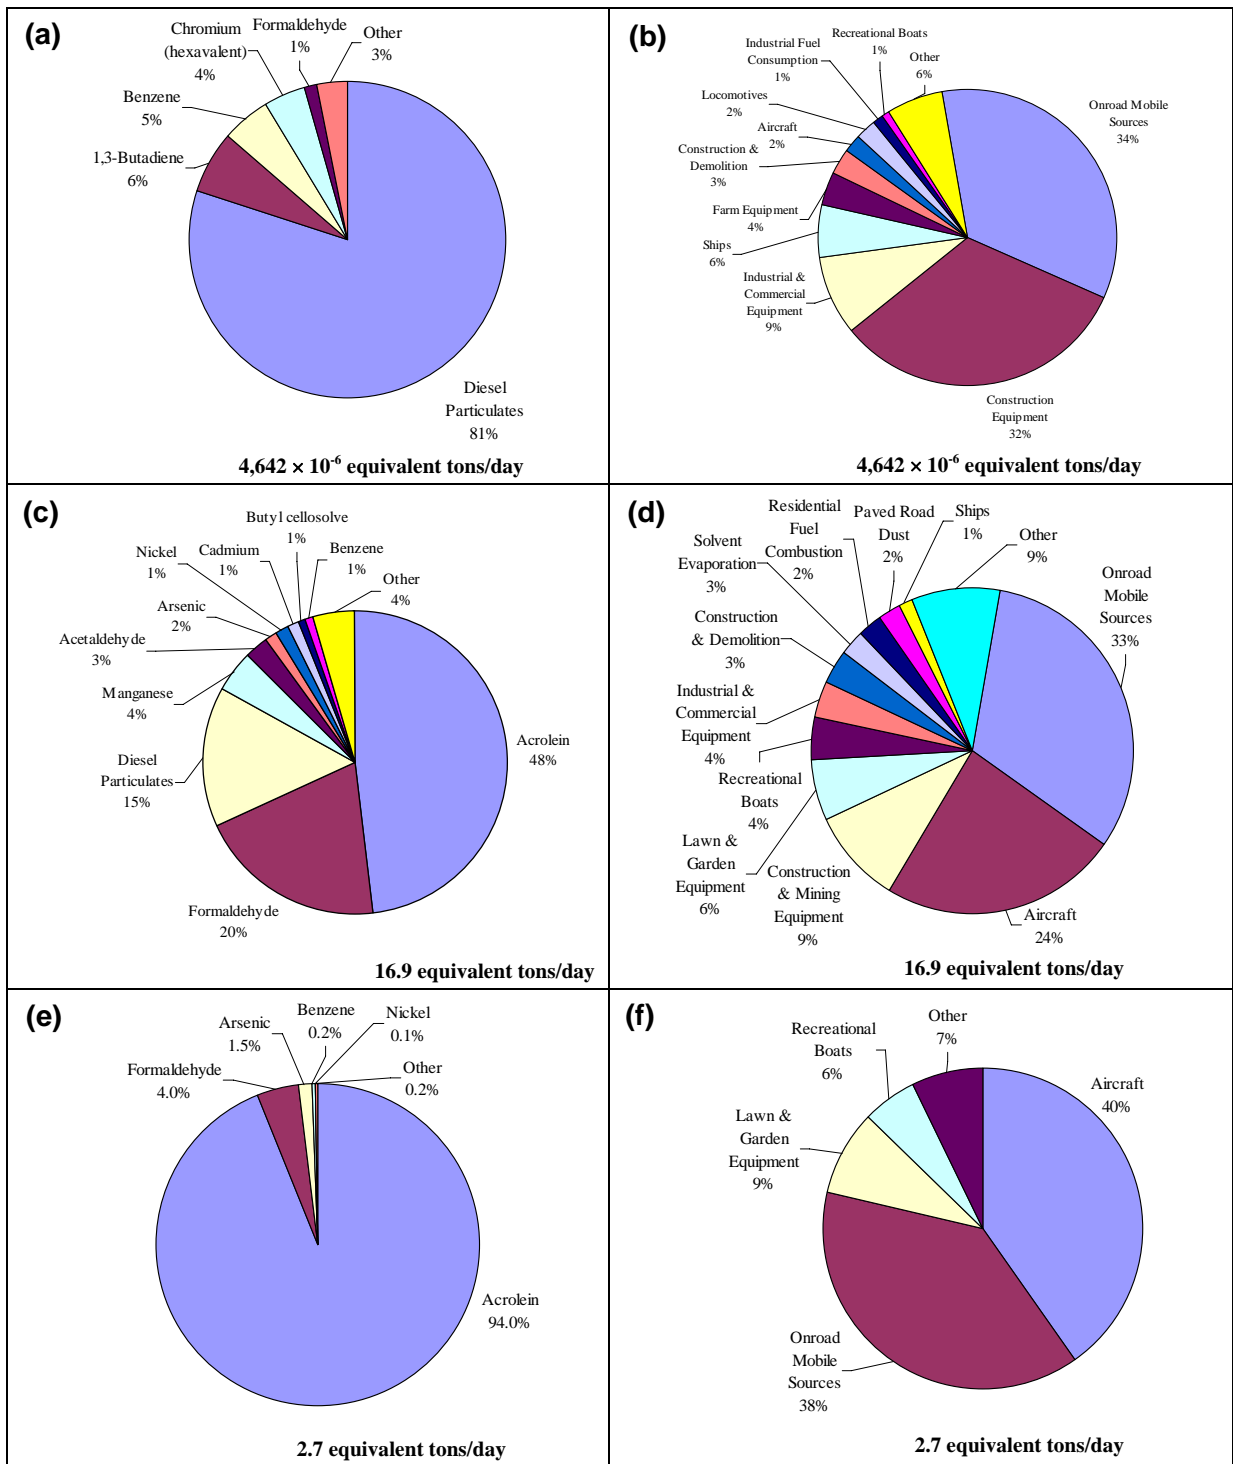 (a)
Chromium
(hexavalent)
4%
Formaldehyde
1%
Other
3%
Benzene
5%
1,3-Butadiene
6%
Diesel
Particulates
81%
4,642 × 10-6 equivalent tons/day
(b)
Industrial Fuel
Consumption
1%
Recreational Boats
1%
Other
6%
Locomotives
2%
Aircraft
2%
Construction &
Demolition
3%
Farm Equipment
4%
Ships
6%
Industrial &
Commercial
Equipment
9%
Onroad Mobile
Sources
34%
Construction
Equipment
32%
4,642 × 10-6 equivalent tons/day
(c)
Butyl cellosolve
1%
Nickel
1%
Cadmium
1%
Benzene
1%
Other
4%
Arsenic
2%
Acetaldehyde
3%
Manganese
4%
Diesel
Particulates
15%
Acrolein
48%
Formaldehyde
20%
16.9 equivalent tons/day
(d)
Solvent
Evaporation
3%
Residential
Fuel
Combustion
2%
Paved Road
Dust
2%
Ships
1%
Other
9%
Onroad
Mobile
Sources
33%
Construction
& Demolition
3%
Industrial &
Commercial
Equipment
4%
Recreational
Boats
4%
Lawn &
Garden
Equipment
6%
Construction
& Mining
Equipment
9%
Aircraft
24%
16.9 equivalent tons/day
(e)
Arsenic
1.5%
Benzene
0.2%
Nickel
0.1%
Other
0.2%
Formaldehyde
4.0%
Acrolein
94.0%
2.7 equivalent tons/day
(f)
Recreational
Boats
6%
Other
7%
Aircraft
40%
Lawn &
Garden
Equipment
9%
Onroad
Mobile
Sources
38%
2.7 equivalent tons/day